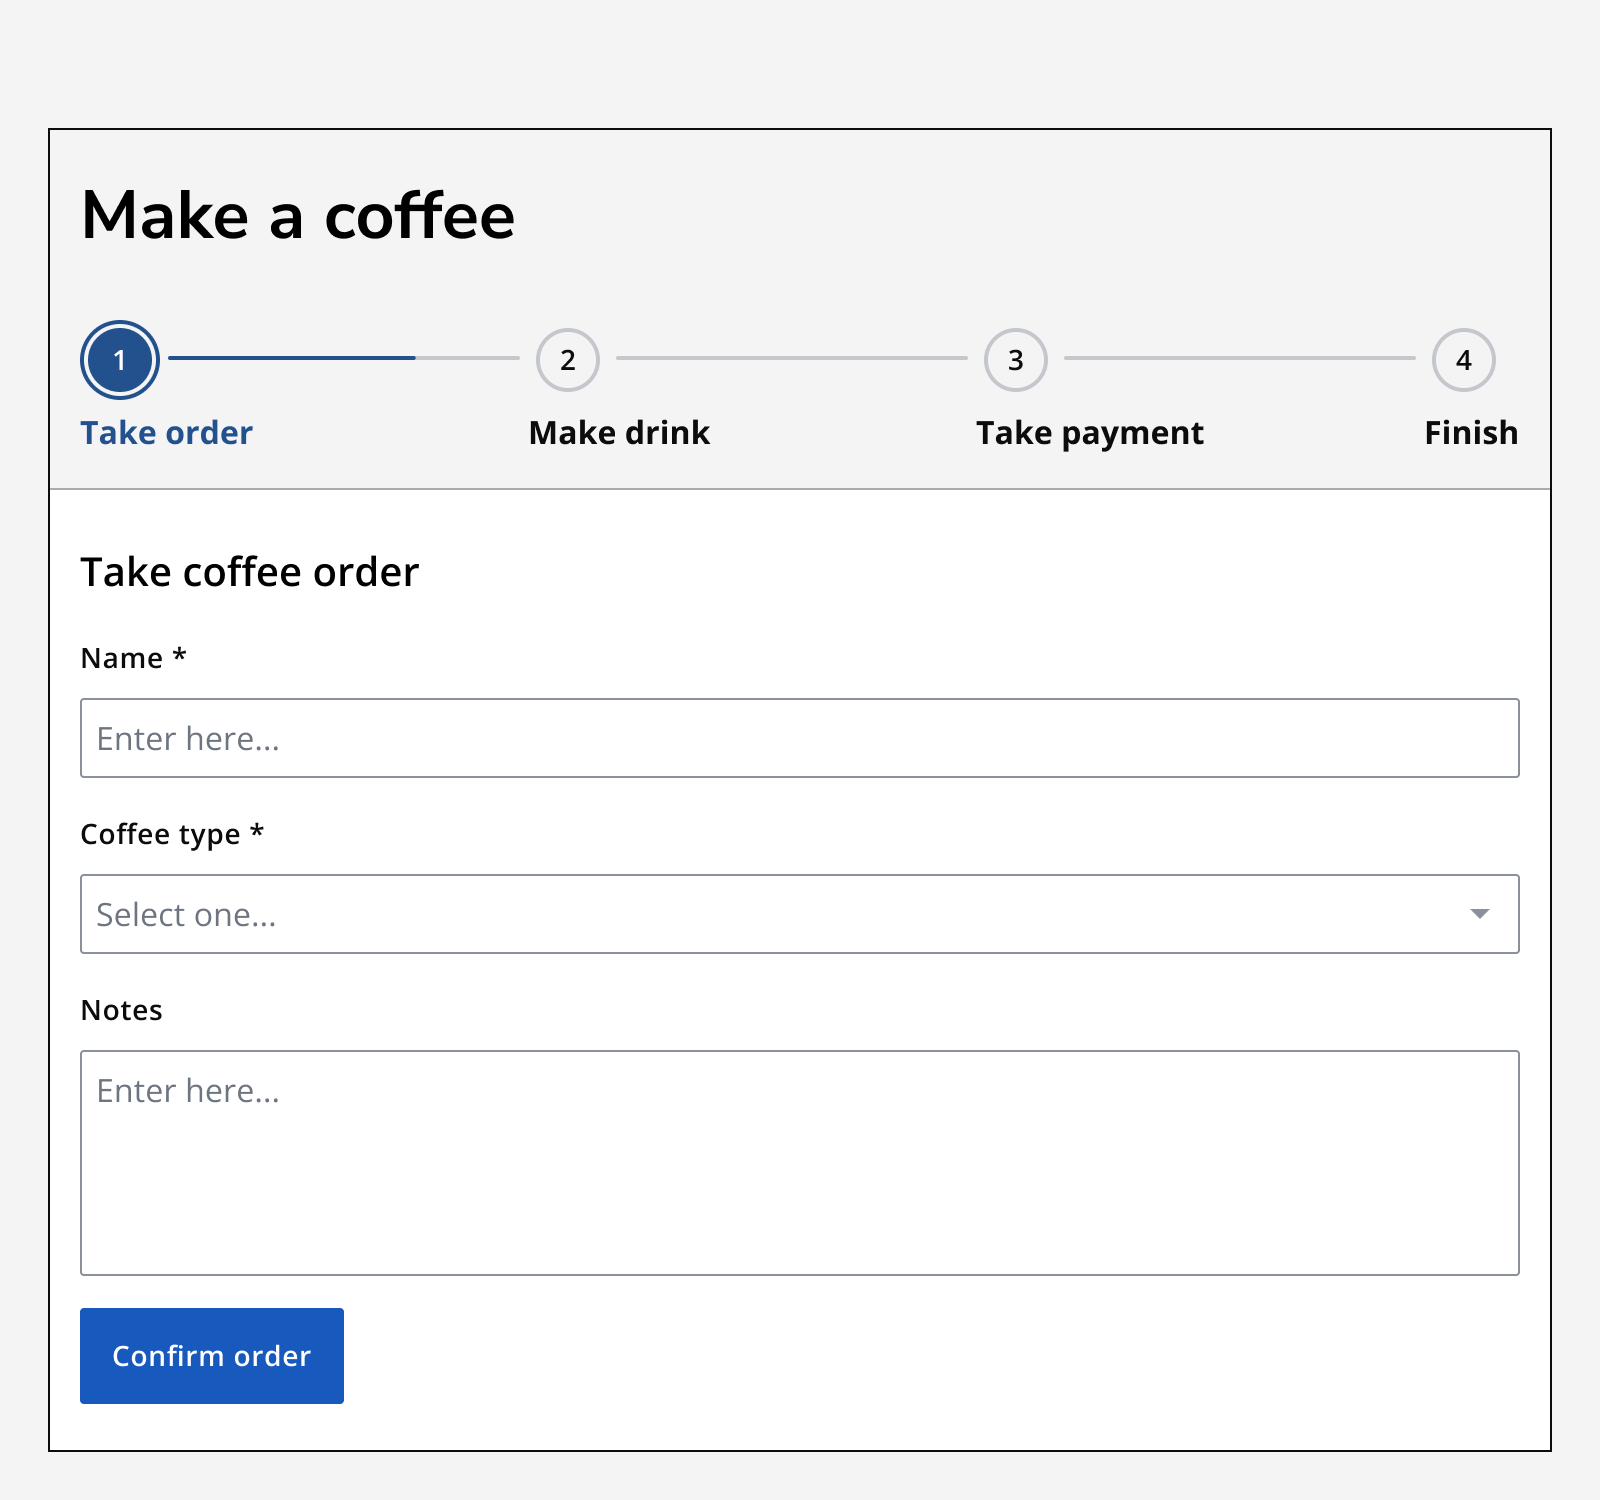 Make a coffee
1 2 3 4
Take order Make drink Take payment Finish
Take coffee order
Name *
Enter here...
Coffee type *
Select one...
Notes
Enter here...
Confirm order